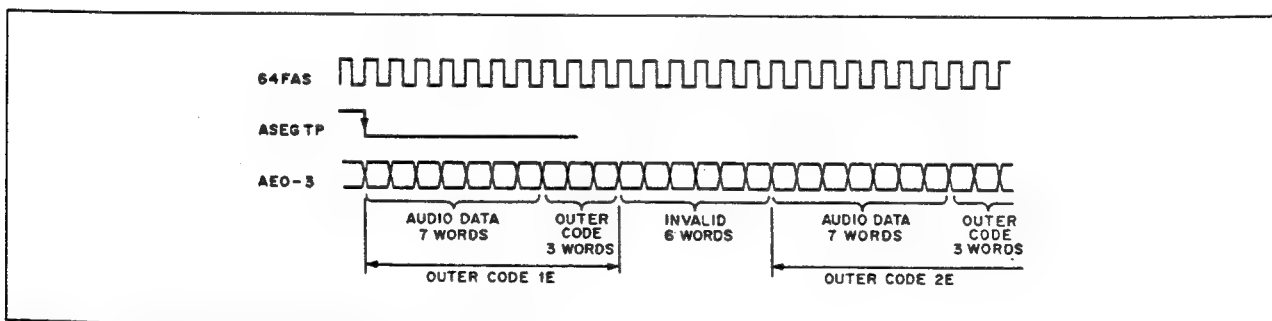 64FAS
ASEGTP
AEO-3
AUDIO DATA
7 WORDS
OUTER
CODE
3 WORDS
INVALID
6 WORDS
AUDIO DATA
7 WORDS
OUTER
CODE
3 WORDS
OUTER CODE 1E
OUTER CODE 2E